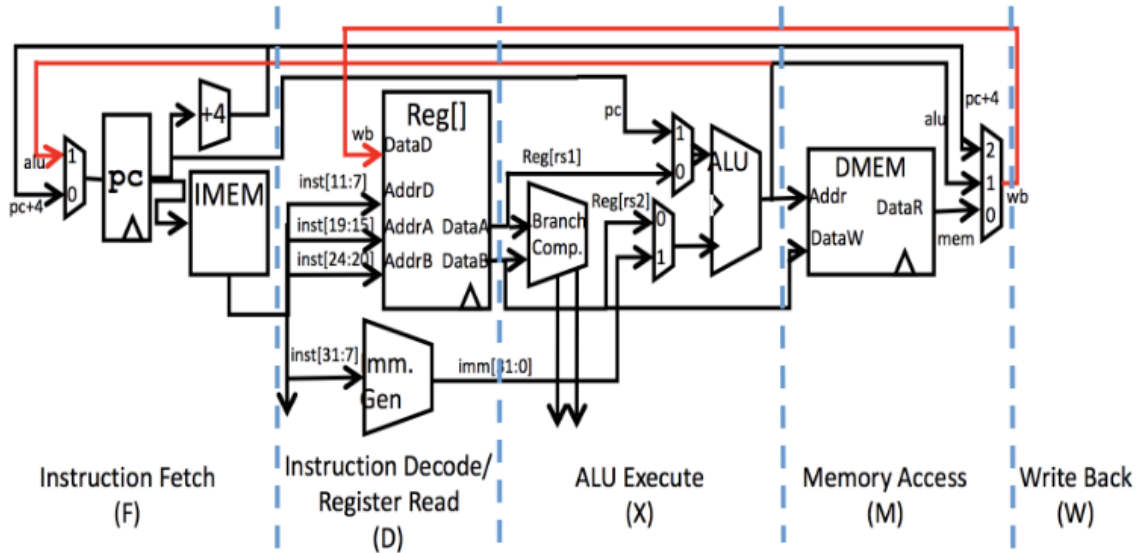 pc+4
alu
pc
wb
Reg[]
DataD
AddrD
AddrA
AddrB
DataA
DataB
+4
alu
1
0
pc+4
pc
IMEM
inst[11:7]
inst[19:15]
inst[24:20]
Reg[rs1]
Reg[rs2]
Branch
Comp.
1
0
0
1
ALU
DMEM
Addr
DataR
DataW
mem
2
1
0
wb
inst[31:7]
mm.
Gen
imm[31:0]
Instruction Fetch
(F)
Instruction Decode/
Register Read
(D)
ALU Execute
(X)
Memory Access
(M)
Write Back
(W)